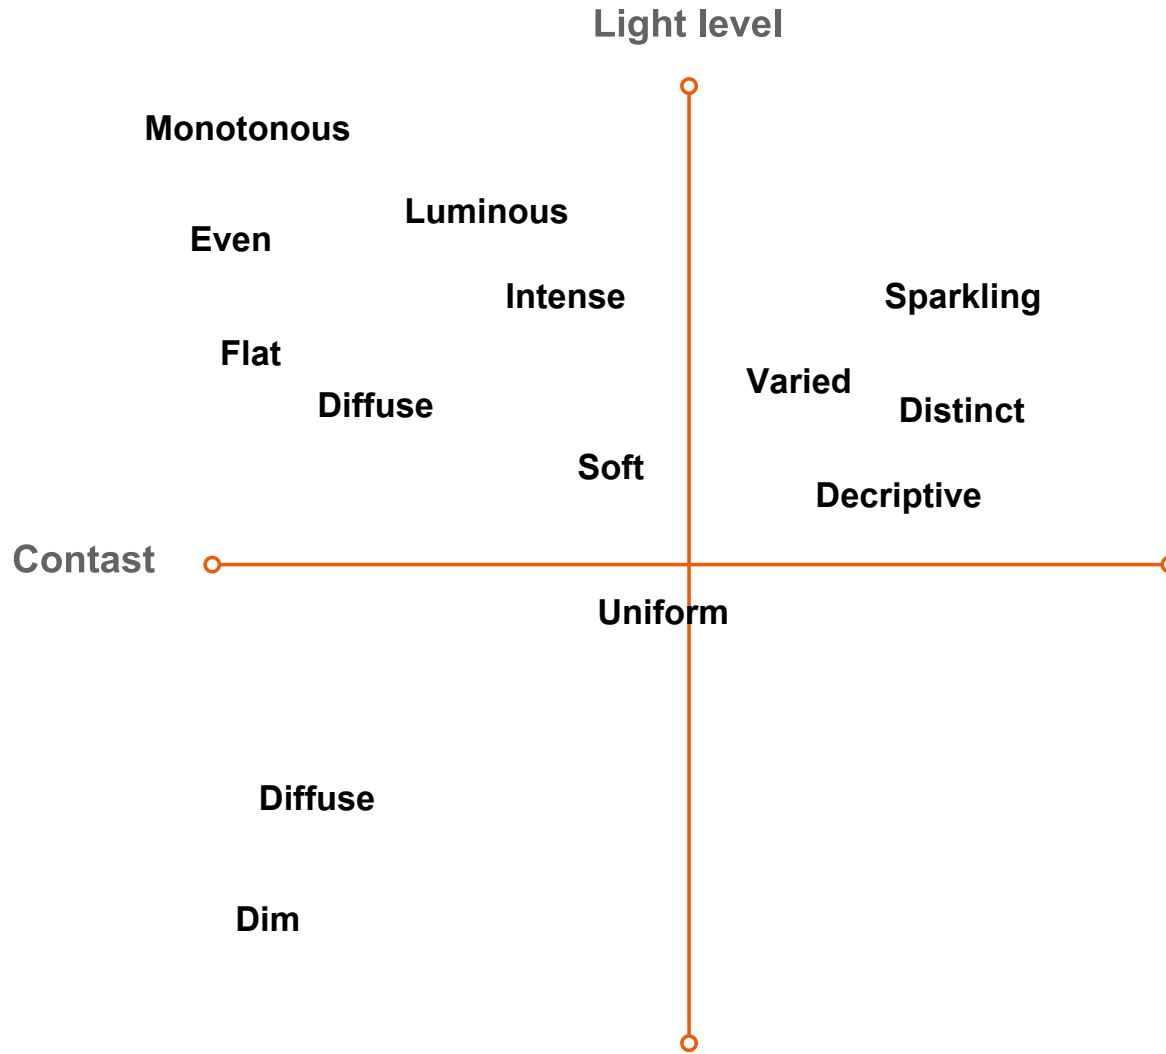 Light level
Monotonous
Luminous
Even
Intense
Sparkling
Flat
Varied
Diffuse
Distinct
Soft
Decriptive
Contast
Uniform
Diffuse
Dim